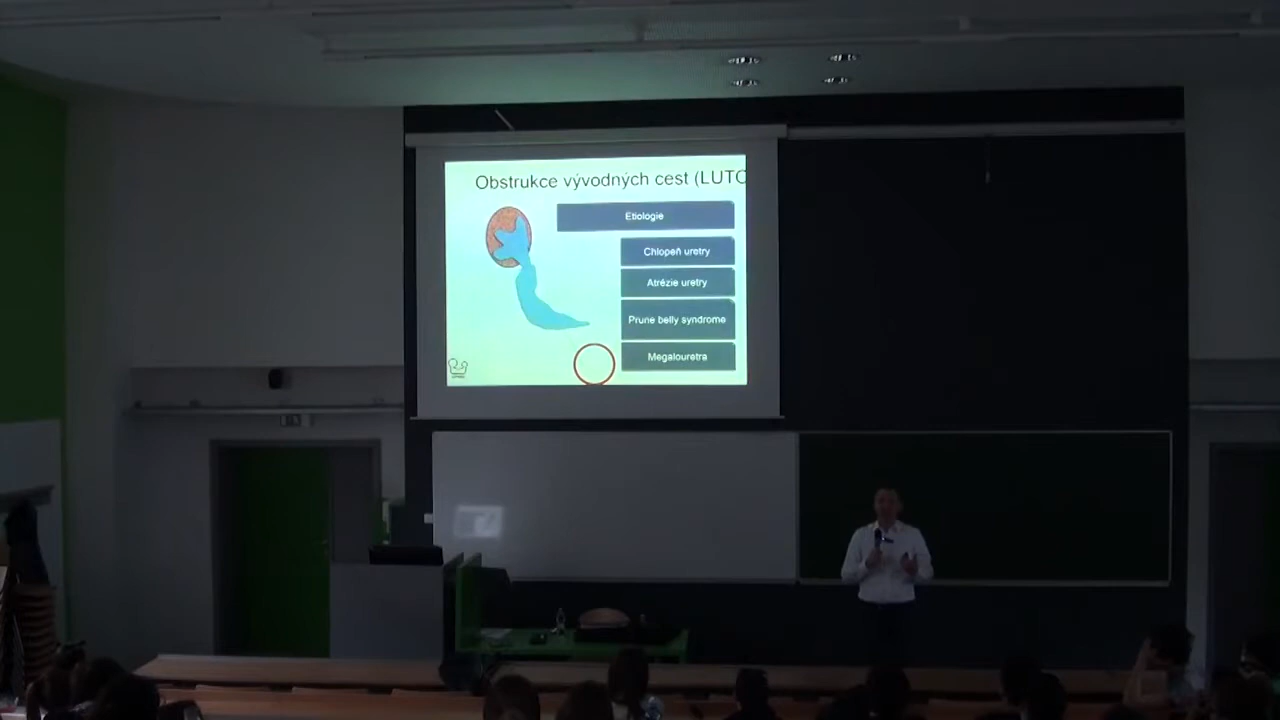 Obstrukce vývodných cest (LUTO
Etiologie
Chlopeň uretry
Atrézie uretry
Prune belly syndrome
Megalouretra